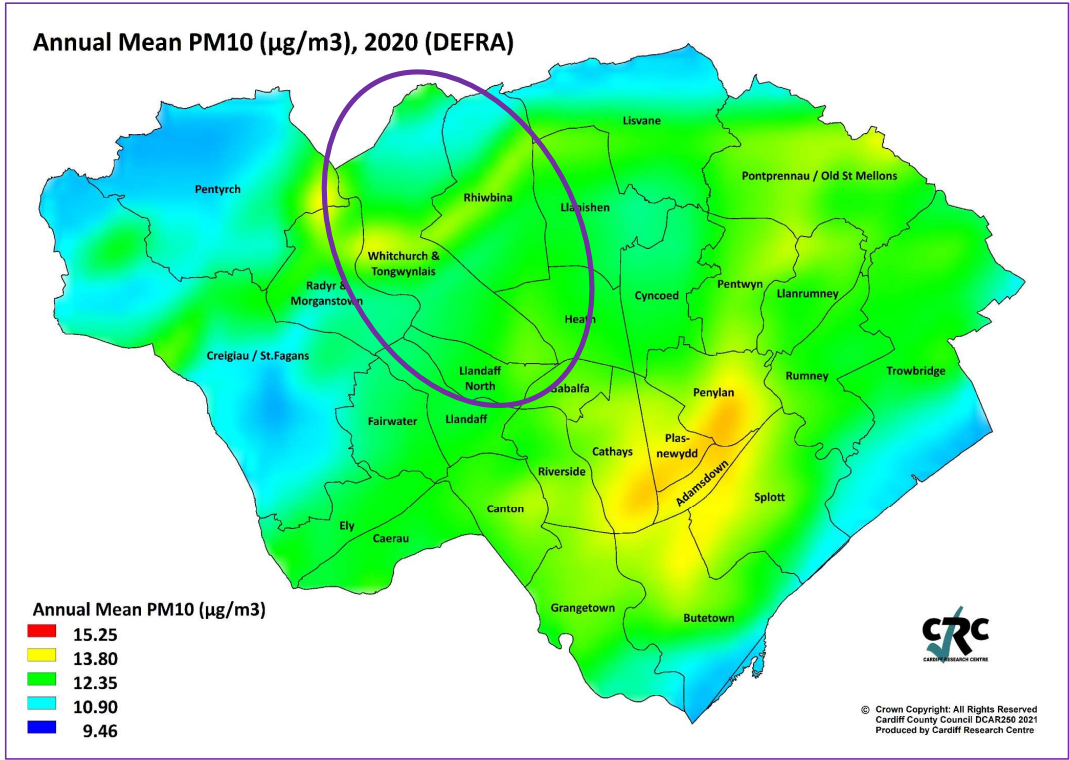 Annual Mean PM10 (µg/m3), 2020 (DEFRA)
Lisvane
Pontprennau / Old St Mellons
Pentyrch
Rhiwbina
Llanishen
Whitchurch &
Tongwynlais
Radyr &
Morganstown
Cyncoed
Pentwyn
Llanrumney
Heath
Creigiau / St.Fagans
Llandaff
North
Gabalfa
Penylan
Rumney
Trowbridge
Fairwater
Llandaff
Cathays
Plas-
newydd
Riverside
Adamsdown
Splott
Canton
Ely
Caerau
Grangetown
Butetown
Annual Mean PM10 (µg/m3)
15.25
13.80
12.35
10.90
9.46
CRC
CARDIFF RESEARCH CENTRE
© Crown Copyright: All Rights Reserved
Cardiff County Council DCAR260 2021
Produced by Cardiff Research Centre